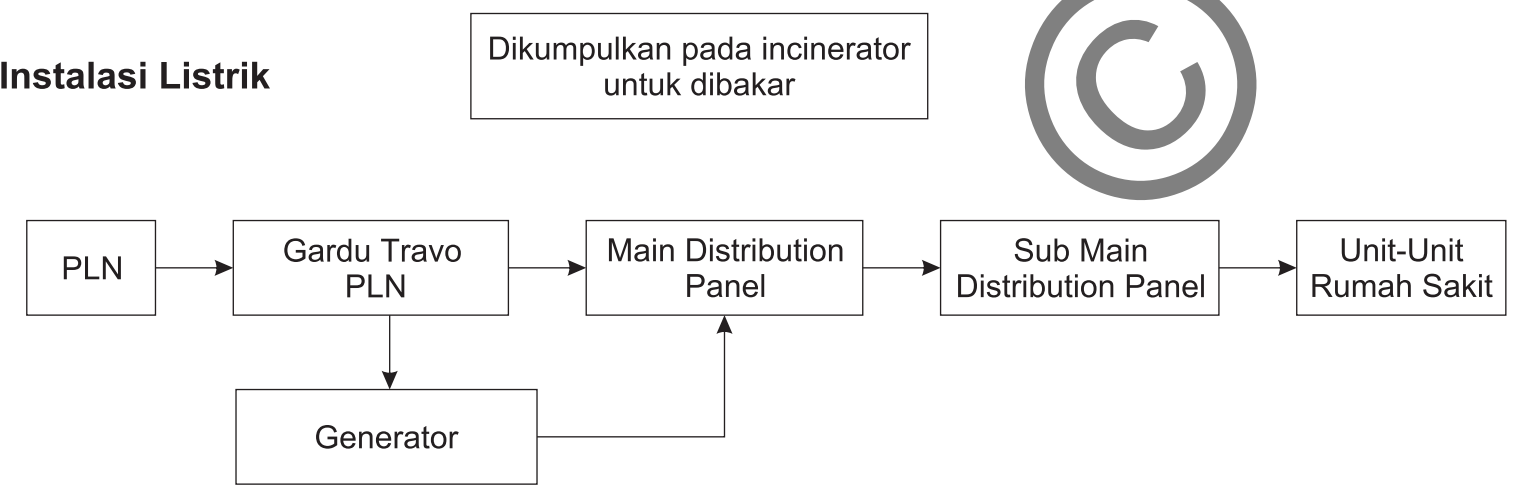 Dikumpulkan pada incinerator
untuk dibakar
Instalasi Listrik
PLN
Gardu Travo
PLN
Main Distribution
Panel
Sub Main
Distribution Panel
Unit-Unit
Rumah Sakit
Generator